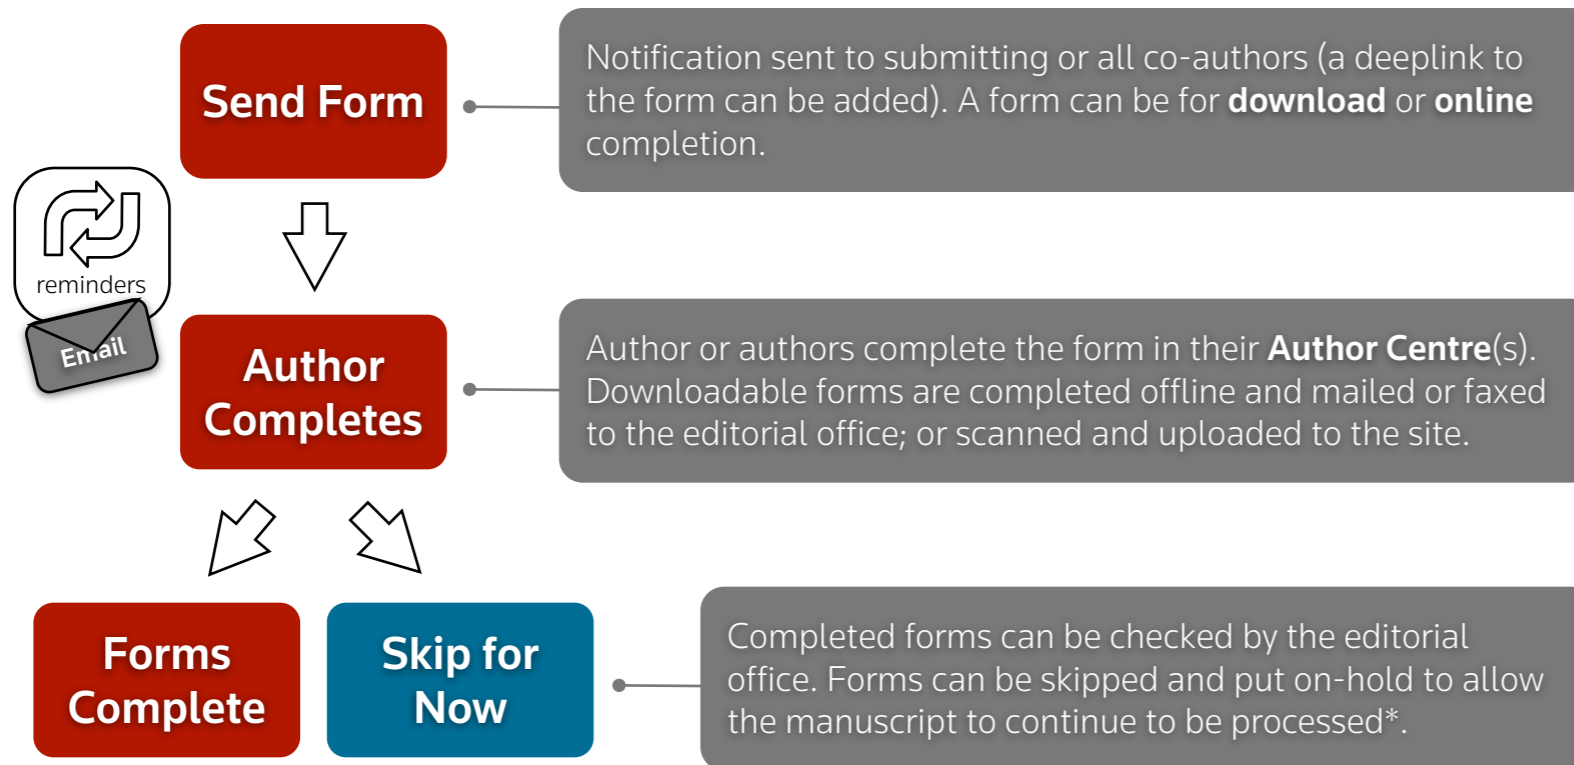 Send Form
Notification sent to submitting or all co-authors (a deeplink to
the form can be added). A form can be for download or online
completion.
reminders
Email
Author
Completes
Author or authors complete the form in their Author Centre(s).
Downloadable forms are completed offline and mailed or faxed
to the editorial office; or scanned and uploaded to the site.
Forms
Complete
Skip for
Now
Completed forms can be checked by the editorial
office. Forms can be skipped and put on-hold to allow
the manuscript to continue to be processed*.